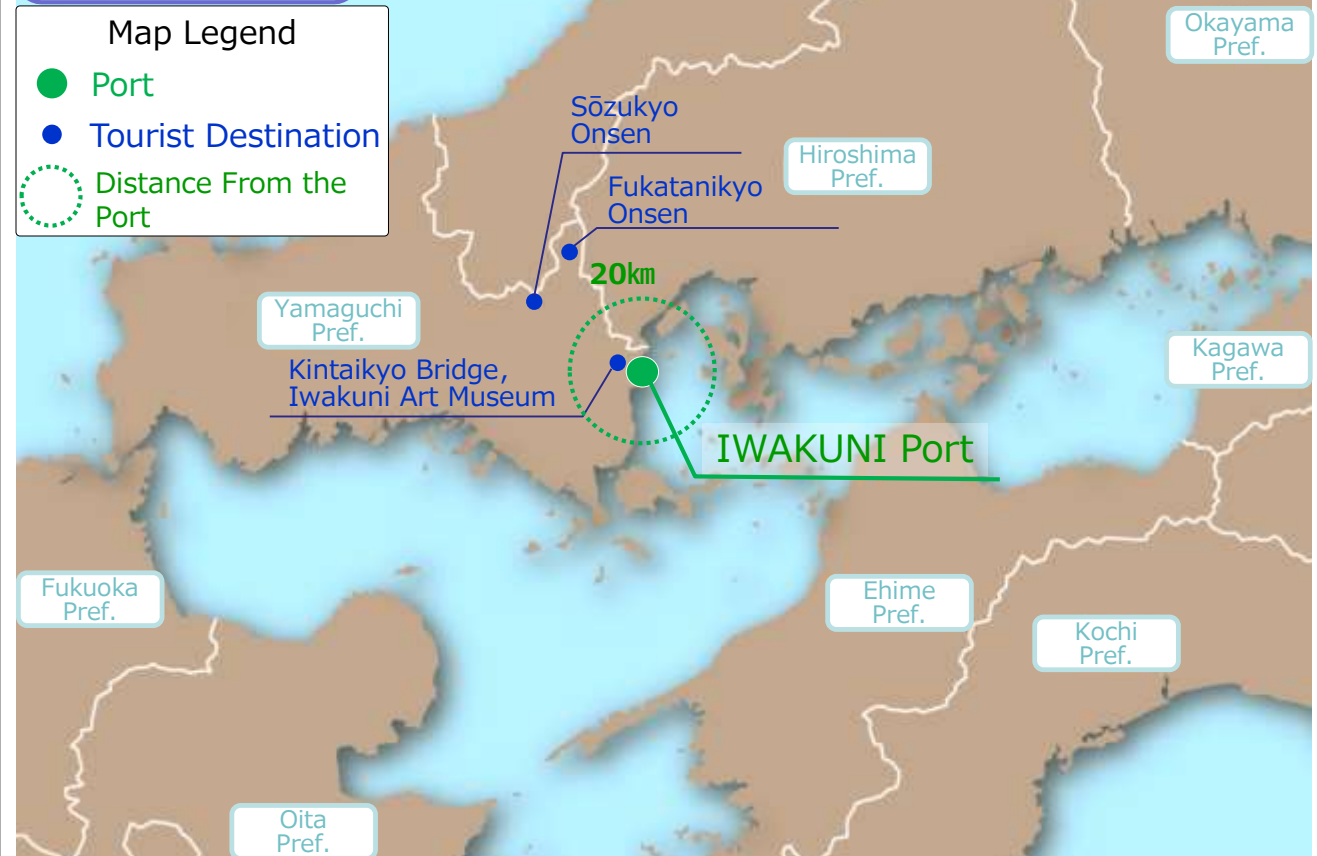 Map Legend
Port
Tourist Destination
Distance From the
Port
Okayama
Pref.
Sōzukyo
Onsen
Hiroshima
Pref.
Fukatanikyo
Onsen
20km
Yamaguchi
Pref.
Kagawa
Pref.
Kintaikyo Bridge,
Iwakuni Art Museum
IWAKUNI Port
Fukuoka
Pref.
Ehime
Pref.
Kochi
Pref.
Oita
Pref.